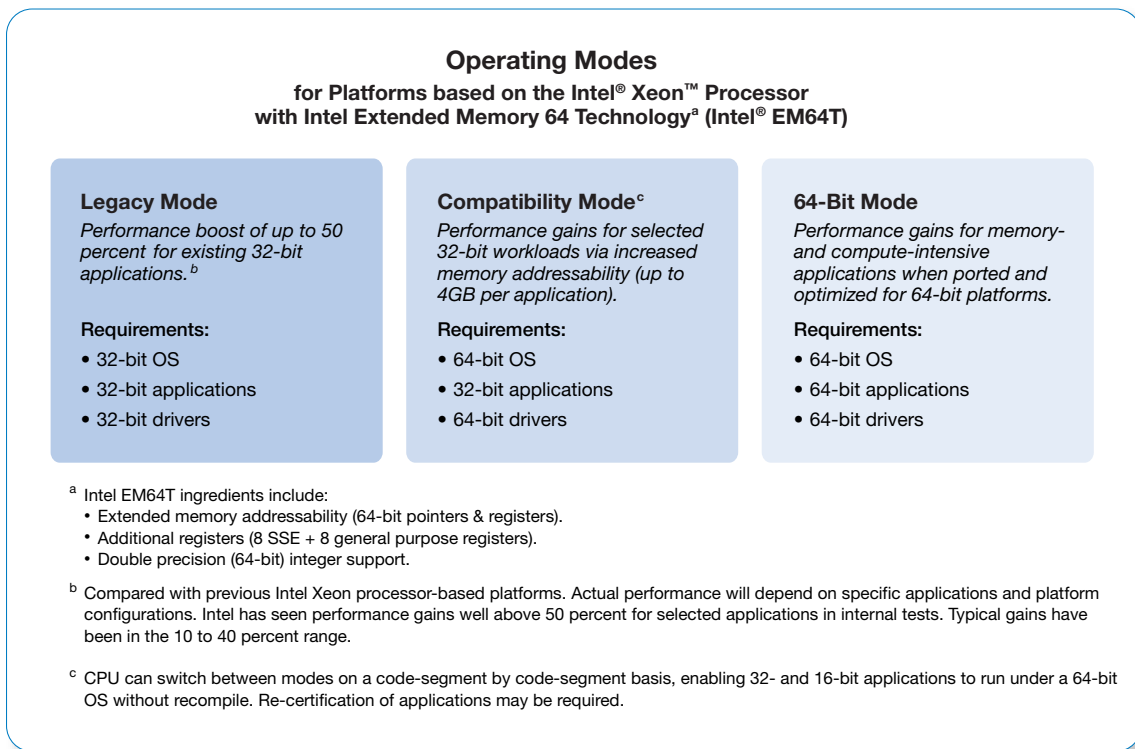 Operating Modes
for Platforms based on the Intel® Xeon™ Processor
with Intel Extended Memory 64 Technologyᵃ (Intel® EM64T)
Legacy Mode
Performance boost of up to 50
percent for existing 32-bit
applications.ᵇ
Requirements:
• 32-bit OS
• 32-bit applications
• 32-bit drivers
Compatibility Modeᶜ
Performance gains for selected
32-bit workloads via increased
memory addressability (up to
4GB per application).
Requirements:
• 64-bit OS
• 32-bit applications
• 64-bit drivers
64-Bit Mode
Performance gains for memory-
and compute-intensive
applications when ported and
optimized for 64-bit platforms.
Requirements:
• 64-bit OS
• 64-bit applications
• 64-bit drivers
ᵃ Intel EM64T ingredients include:
• Extended memory addressability (64-bit pointers & registers).
• Additional registers (8 SSE + 8 general purpose registers).
• Double precision (64-bit) integer support.
ᵇ Compared with previous Intel Xeon processor-based platforms. Actual performance will depend on specific applications and platform
configurations. Intel has seen performance gains well above 50 percent for selected applications in internal tests. Typical gains have
been in the 10 to 40 percent range.
ᶜ CPU can switch between modes on a code-segment by code-segment basis, enabling 32- and 16-bit applications to run under a 64-bit
OS without recompile. Re-certification of applications may be required.